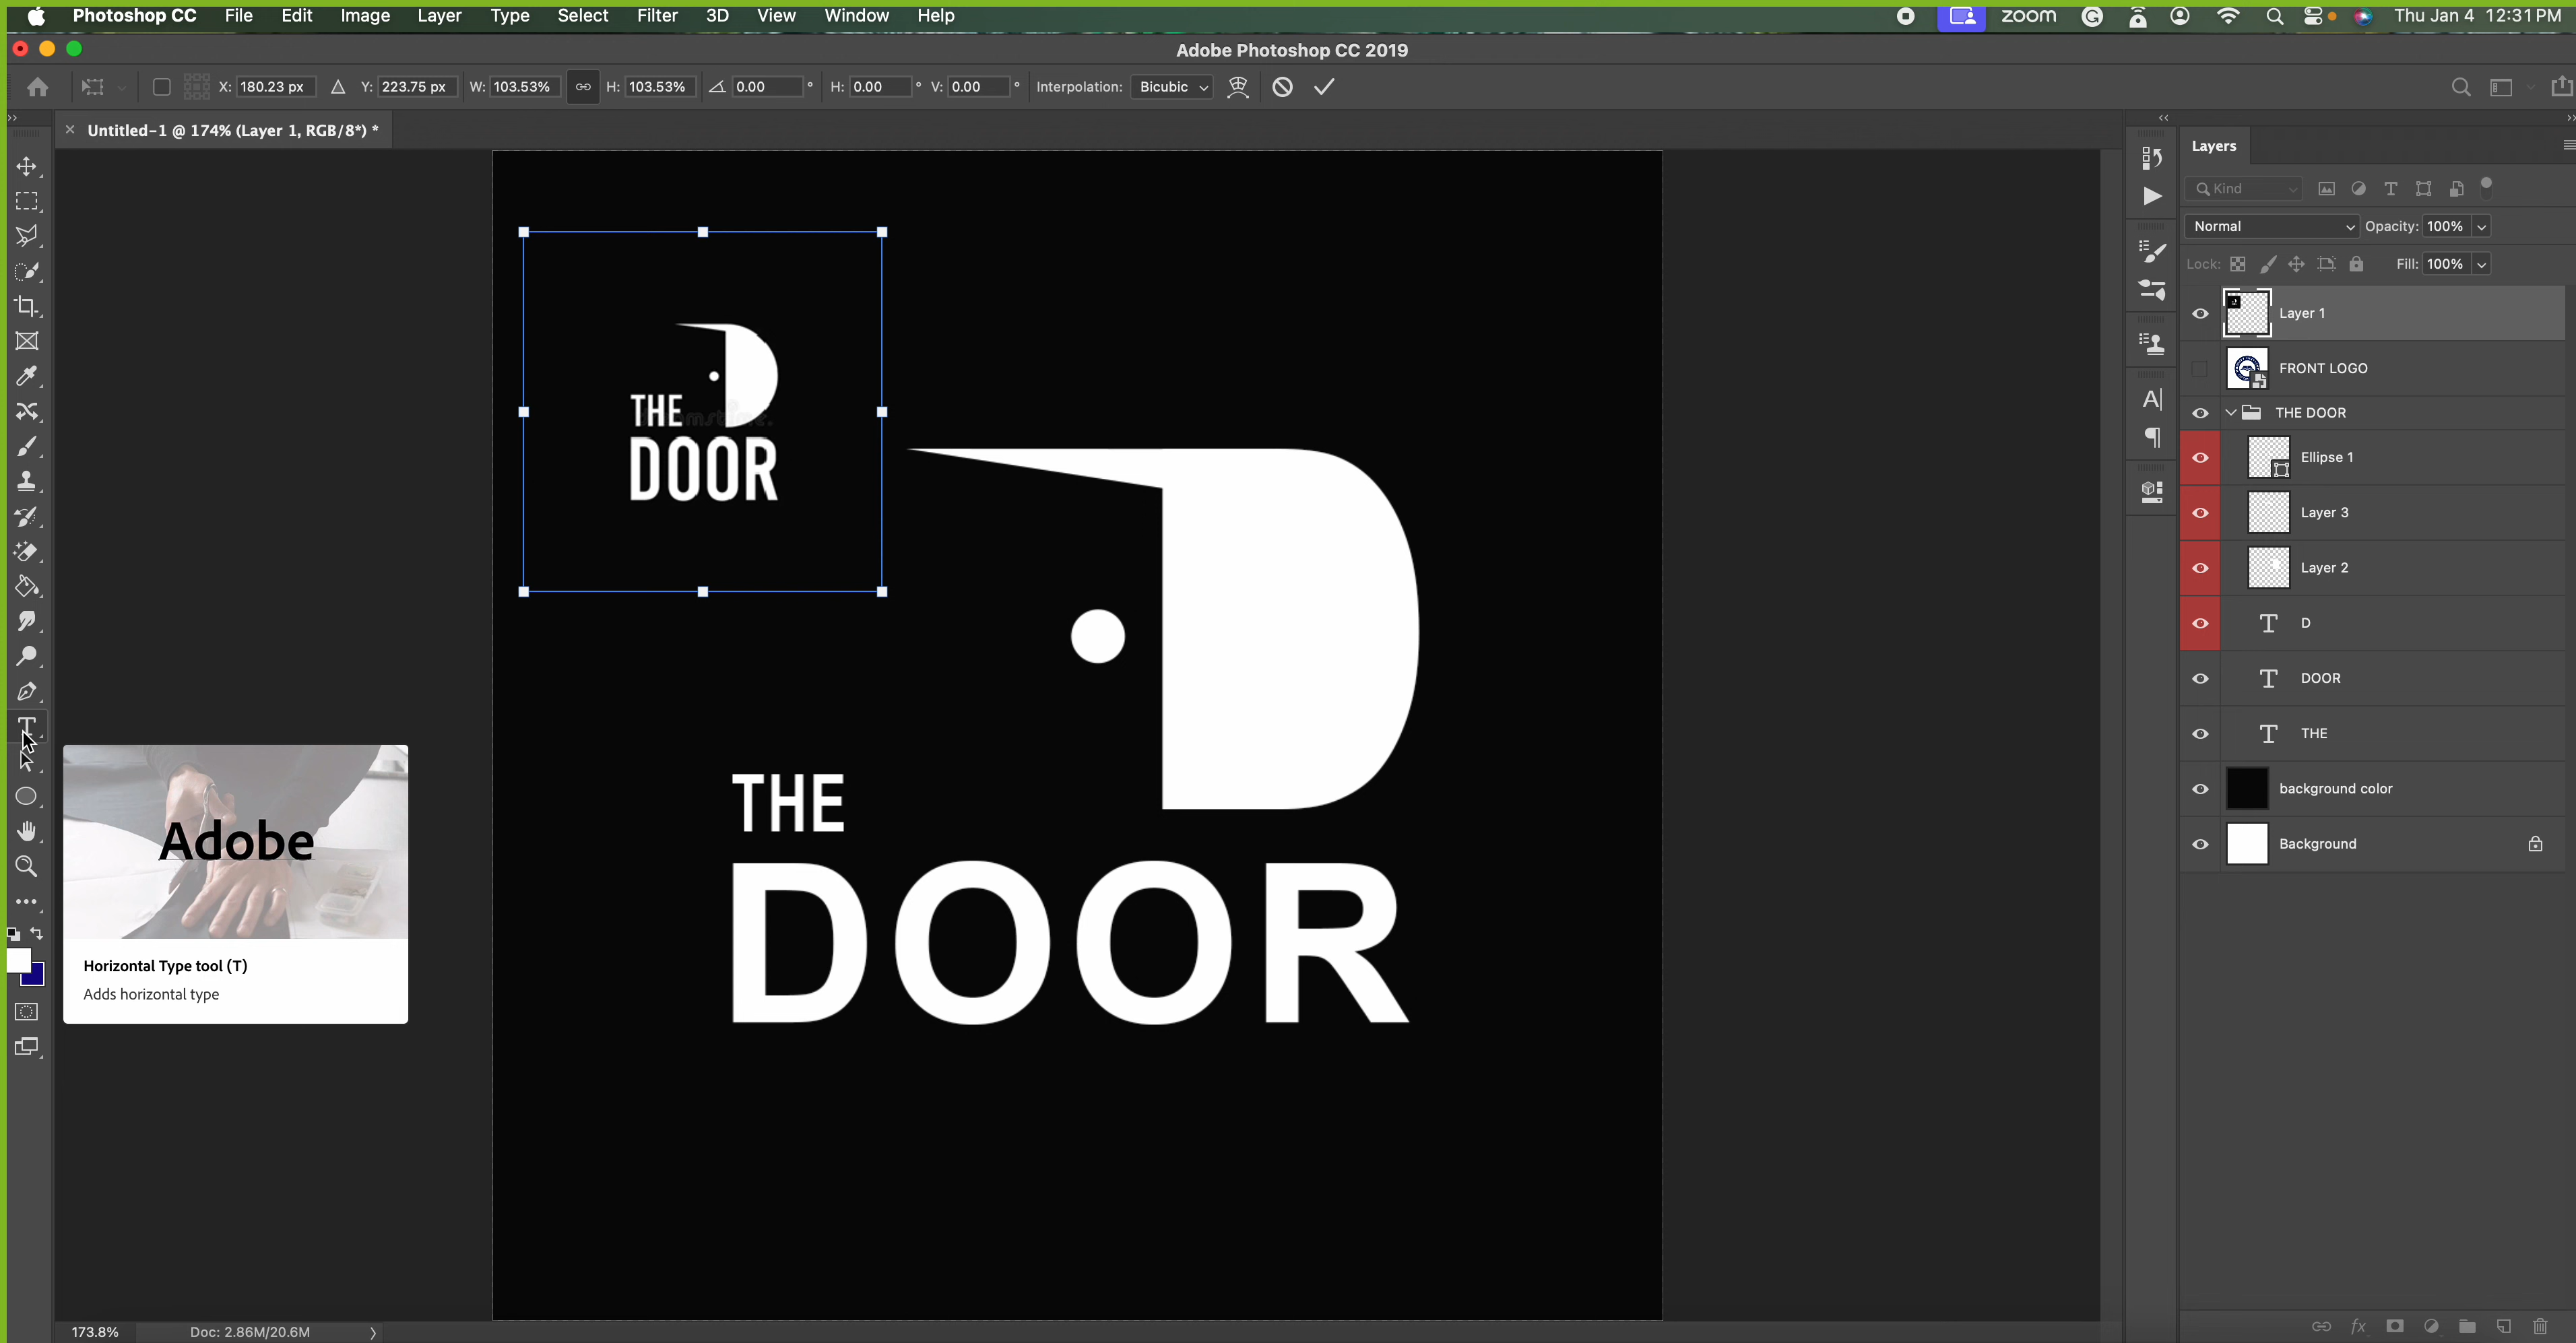 Photoshop CC File Edit Image Layer Type Select Filter 3D View Window Help zoom Thu Jan 4 12:31 PM
Adobe Photoshop CC 2019
X: 180.23 px Y: 223.75 px W: 103.53% H: 103.53% 0.00 ° H: 0.00 ° V: 0.00 ° Interpolation: Bicubic
Untitled-1 @ 174% (Layer 1, RGB/8*) *
Layers
Kind
Normal Opacity: 100%
Lock: Fill: 100%
Layer 1
FRONT LOGO
THE DOOR
Ellipse 1
Layer 3
Layer 2
D
DOOR
THE
background color
Background
THE
DOOR
THE
DOOR
Adobe
Horizontal Type tool (T)
Adds horizontal type
173.8% Doc: 2.86M/20.6M